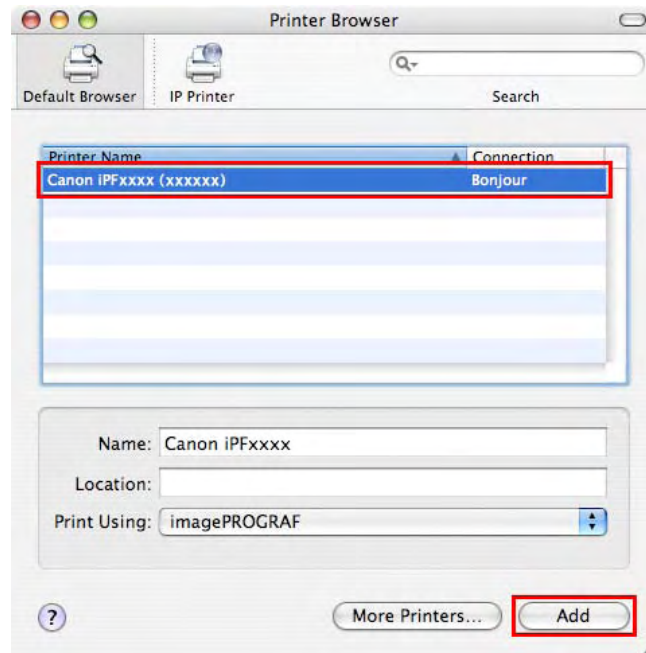 Printer Browser
Default Browser IP Printer Search
Printer Name Connection
Canon iPFxxxx (xxxxxx) Bonjour
Name: Canon iPFxxxx
Location:
Print Using: imagePROGRAF
? More Printers... Add